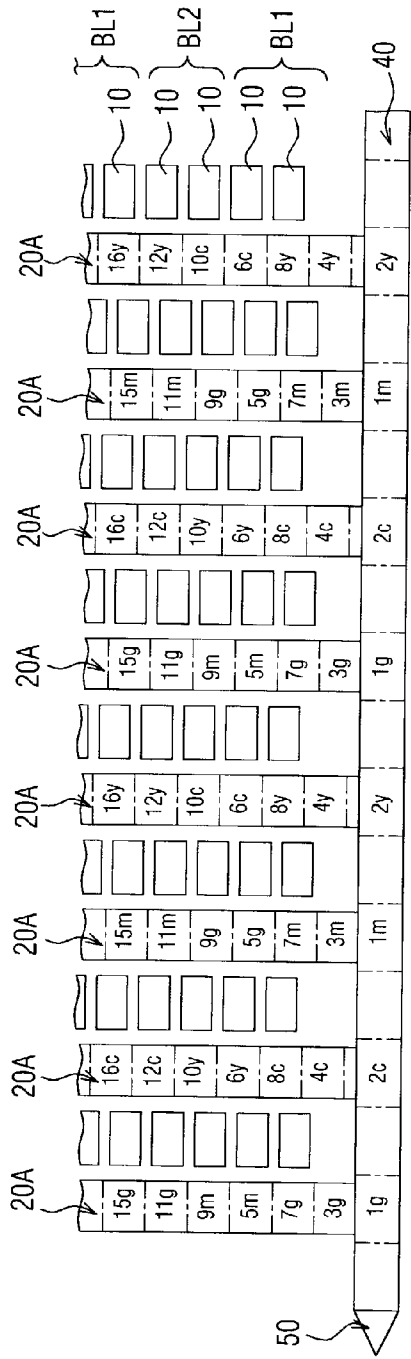 20A 20A 20A 20A 20A 20A 20A 20A
15g 16c 15m 16y 15g 16c 15m 16y 10 BL1
11g 12c 11m 12y 11g 12c 11m 12y 10
BL2
9m 10y 9g 10c 9m 10y 9g 10c 10
5m 6y 5g 6c 5m 6y 5g 6c 10
BL1
7g 8c 7m 8y 7g 8c 7m 8y 10
3g 4c 3m 4y 3g 4c 3m 4y
50 1g 2c 1m 2y 1g 2c 1m 2y 40